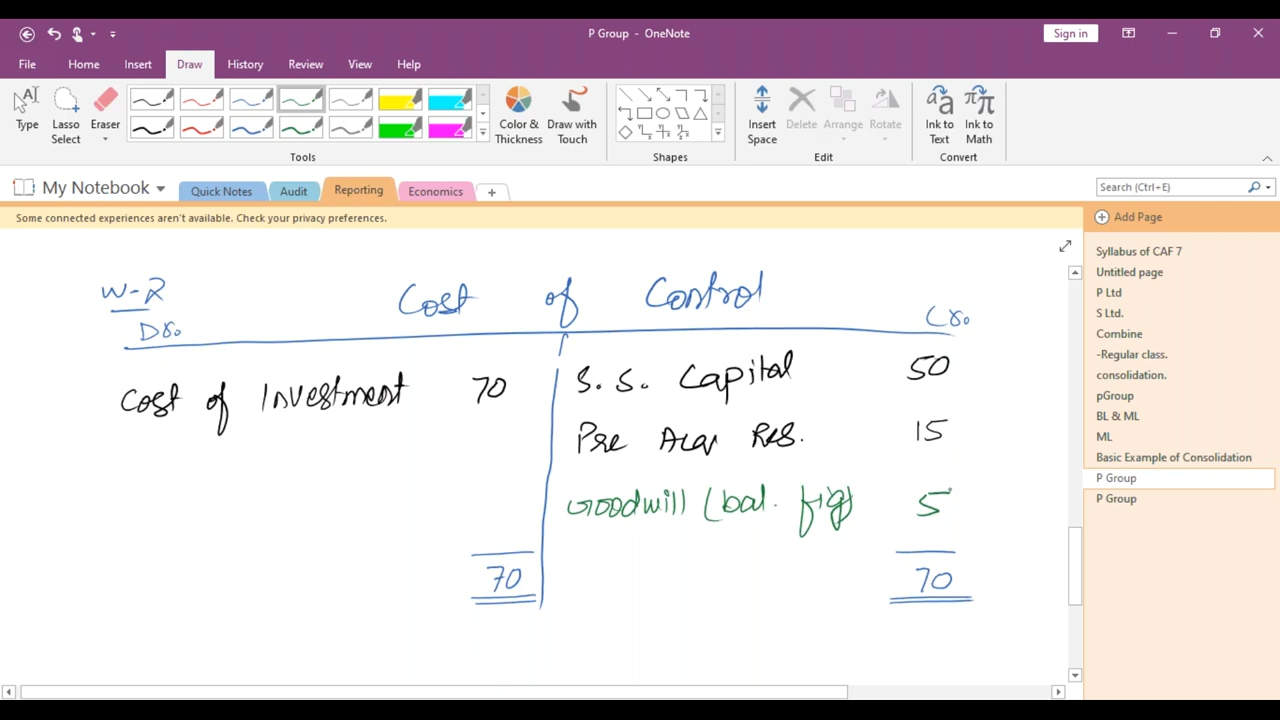 P Group - OneNote
Sign in
File Home Insert Draw History Review View Help
Type
Lasso Select
Eraser
Color & Thickness
Draw with Touch
Insert Space
Delete
Arrange
Rotate
Ink to Text
Ink to Math
Tools
Shapes
Edit
Convert
My Notebook
Quick Notes
Audit
Reporting
Economics
Search (Ctrl+E)
Some connected experiences aren't available. Check your privacy preferences.
Add Page
Syllabus of CAF 7
Untitled page
P Ltd
S Ltd.
Combine
-Regular class.
consolidation.
pGroup
BL & ML
ML
Basic Example of Consolidation
P Group
P Group
W-2
Cost of Control
Dr.
Cr.
Cost of Investment 70
S.S. Capital 50
Pre Acq Res. 15
Goodwill (bal. fig) 5
70
70